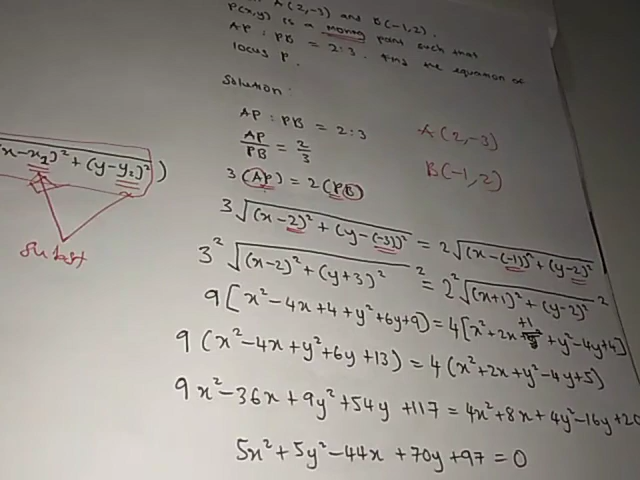 A(2,-3) and B(-1,2).
P(x,y) is a moving point such that
AP : PB = 2:3. Find the equation of
locus P.
Solution:
AP : PB = 2:3
AP/PB = 2/3
3(AP) = 2(PB)
3√((x-2)² + (y-(-3))²) = 2√((x-(-1))² + (y-2)²)
3²√((x-2)² + (y+3)²)² = 2²√((x+1)² + (y-2)²)²
9[x²-4x+4+y²+6y+9] = 4[x²+2x+1+y²-4y+4]
9(x²-4x+y²+6y+13) = 4(x²+2x+y²-4y+5)
9x²-36x+9y²+54y+117 = 4x²+8x+4y²-16y+20
5x²+5y²-44x+70y+97=0
A(2,-3)
B(-1,2)
x-x₂)²+(y-y₂)²)